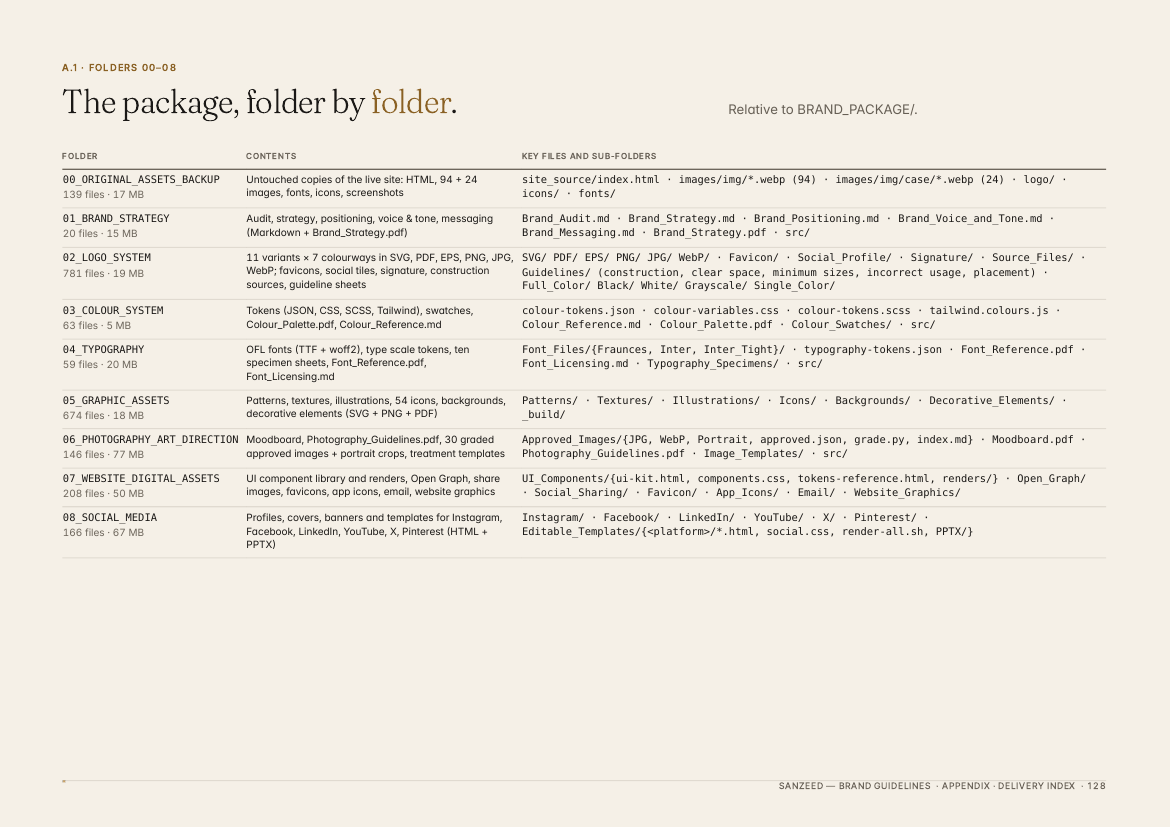 A.1 · FOLDERS 00–08
The package, folder by folder.
Relative to BRAND_PACKAGE/.
FOLDER CONTENTS KEY FILES AND SUB-FOLDERS
00_ORIGINAL_ASSETS_BACKUP
139 files · 17 MB
Untouched copies of the live site: HTML, 94 + 24
images, fonts, icons, screenshots
site_source/index.html · images/img/*.webp (94) · images/img/case/*.webp (24) · logo/ ·
icons/ · fonts/
01_BRAND_STRATEGY
20 files · 15 MB
Audit, strategy, positioning, voice & tone, messaging
(Markdown + Brand_Strategy.pdf)
Brand_Audit.md · Brand_Strategy.md · Brand_Positioning.md · Brand_Voice_and_Tone.md ·
Brand_Messaging.md · Brand_Strategy.pdf · src/
02_LOGO_SYSTEM
781 files · 19 MB
11 variants × 7 colourways in SVG, PDF, EPS, PNG, JPG,
WebP; favicons, social tiles, signature, construction
sources, guideline sheets
SVG/ PDF/ EPS/ PNG/ JPG/ WebP/ · Favicon/ · Social_Profile/ · Signature/ · Source_Files/ ·
Guidelines/ (construction, clear space, minimum sizes, incorrect usage, placement) ·
Full_Color/ Black/ White/ Grayscale/ Single_Color/
03_COLOUR_SYSTEM
63 files · 5 MB
Tokens (JSON, CSS, SCSS, Tailwind), swatches,
Colour_Palette.pdf, Colour_Reference.md
colour-tokens.json · colour-variables.css · colour-tokens.scss · tailwind.colours.js ·
Colour_Reference.md · Colour_Palette.pdf · Colour_Swatches/ · src/
04_TYPOGRAPHY
59 files · 20 MB
OFL fonts (TTF + woff2), type scale tokens, ten
specimen sheets, Font_Reference.pdf,
Font_Licensing.md
Font_Files/{Fraunces, Inter, Inter_Tight}/ · typography-tokens.json · Font_Reference.pdf ·
Font_Licensing.md · Typography_Specimens/ · src/
05_GRAPHIC_ASSETS
674 files · 18 MB
Patterns, textures, illustrations, 54 icons, backgrounds,
decorative elements (SVG + PNG + PDF)
Patterns/ · Textures/ · Illustrations/ · Icons/ · Backgrounds/ · Decorative_Elements/ ·
_build/
06_PHOTOGRAPHY_ART_DIRECTION
146 files · 77 MB
Moodboard, Photography_Guidelines.pdf, 30 graded
approved images + portrait crops, treatment templates
Approved_Images/{JPG, WebP, Portrait, approved.json, grade.py, index.md} · Moodboard.pdf ·
Photography_Guidelines.pdf · Image_Templates/ · src/
07_WEBSITE_DIGITAL_ASSETS
208 files · 50 MB
UI component library and renders, Open Graph, share
images, favicons, app icons, email, website graphics
UI_Components/{ui-kit.html, components.css, tokens-reference.html, renders/} · Open_Graph/
· Social_Sharing/ · Favicon/ · App_Icons/ · Email/ · Website_Graphics/
08_SOCIAL_MEDIA
166 files · 67 MB
Profiles, covers, banners and templates for Instagram,
Facebook, LinkedIn, YouTube, X, Pinterest (HTML +
PPTX)
Instagram/ · Facebook/ · LinkedIn/ · YouTube/ · X/ · Pinterest/ ·
Editable_Templates/{<platform>/*.html, social.css, render-all.sh, PPTX/}
SANZEED — BRAND GUIDELINES · APPENDIX · DELIVERY INDEX · 128